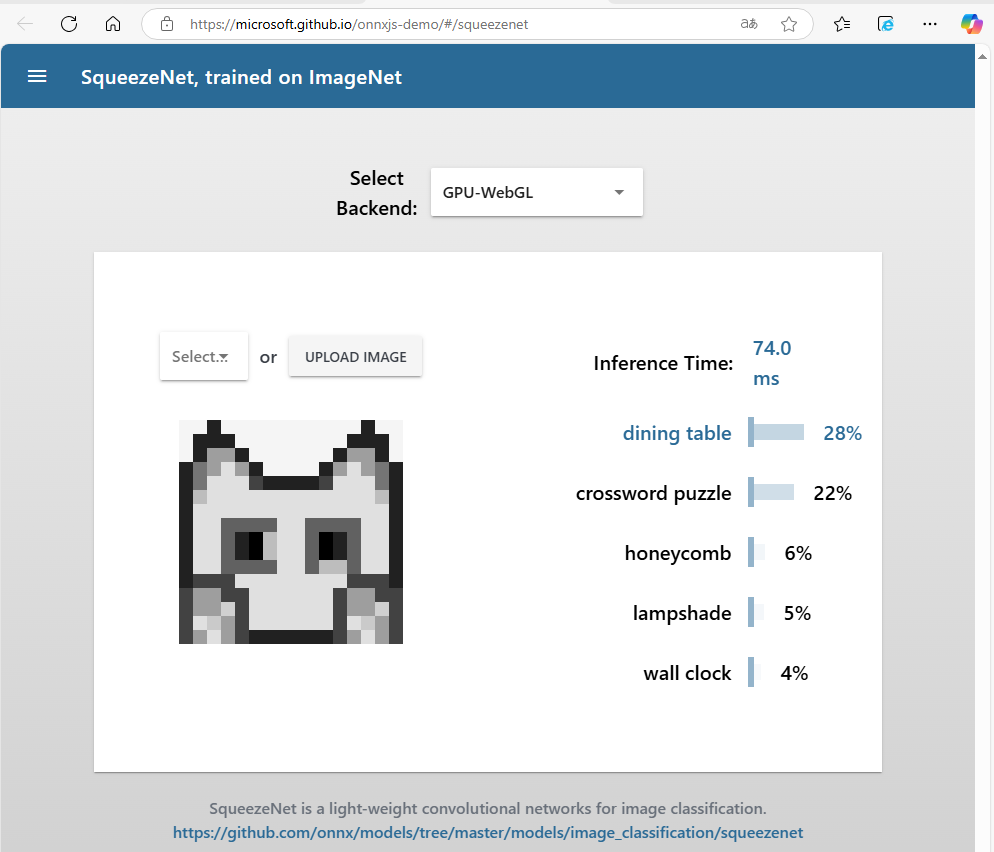 https://microsoft.github.io/onnxjs-demo/#/squeezenet
aあ
SqueezeNet, trained on ImageNet
Select
Backend:
GPU-WebGL
Select...
or
UPLOAD IMAGE
Inference Time:
74.0
ms
dining table 28%
crossword puzzle 22%
honeycomb 6%
lampshade 5%
wall clock 4%
SqueezeNet is a light-weight convolutional networks for image classification.
https://github.com/onnx/models/tree/master/models/image_classification/squeezenet